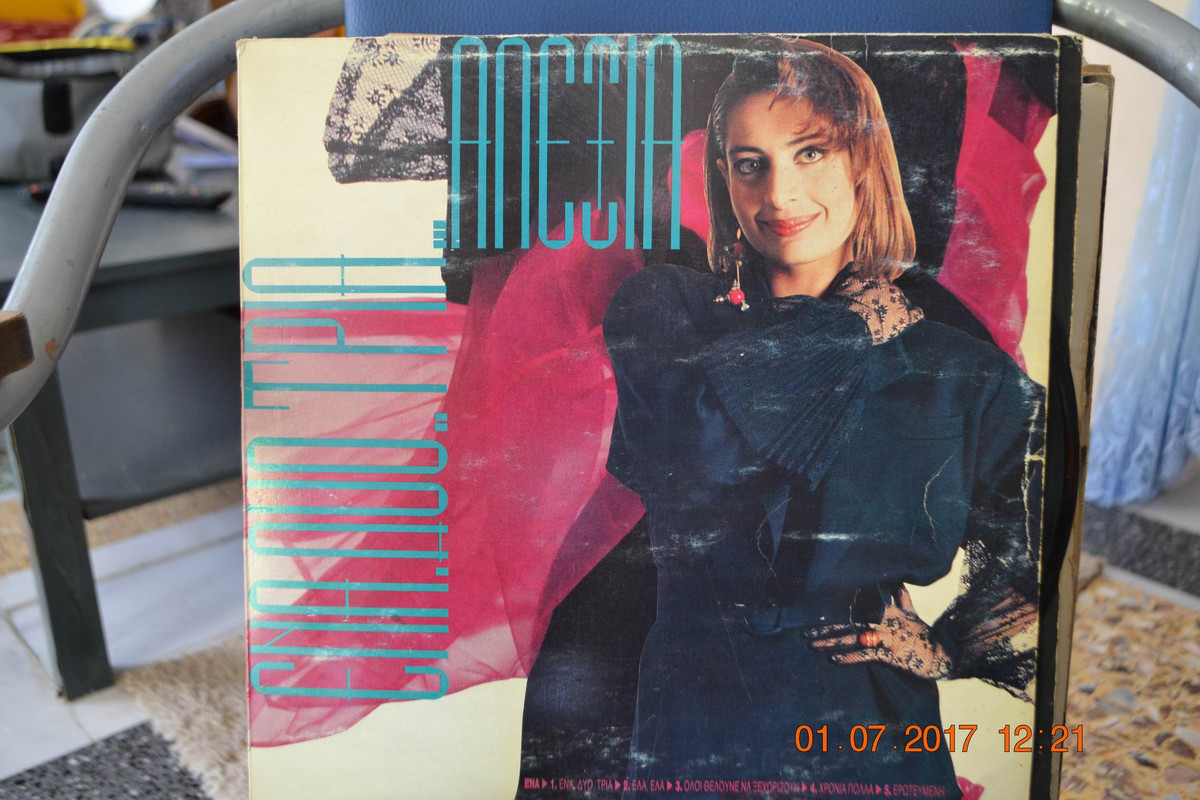 ΑΛΕΞΙΑ
ΕΝΑ.ΔΥΟ..ΤΡΙΑ...
ΕΝΑ ▶ 1. ΕΝΑ, ΔΥΟ, ΤΡΙΑ ▶ 2. ΕΛΑ, ΕΛΑ ▶ 3. ΟΛΟΙ ΘΕΛΟΥΝΕ ΝΑ ΞΕΧΩΡΙΖΟΥΝ ▶ 4. ΧΡΟΝΙΑ ΠΟΛΛΑ ▶ 5. ΕΡΩΤΕΥΜΕΝΗ
01.07.2017 12:21